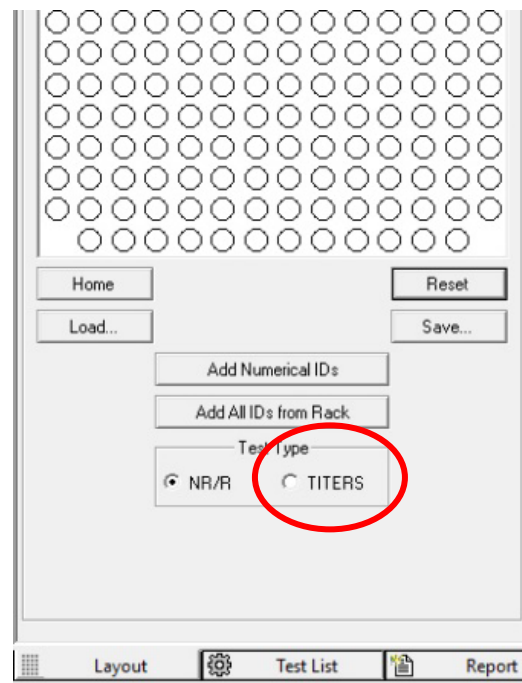 Home Reset
Load... Save...
Add Numerical IDs
Add All IDs from Rack
Test Type
NR/R TITERS
Layout Test List Report